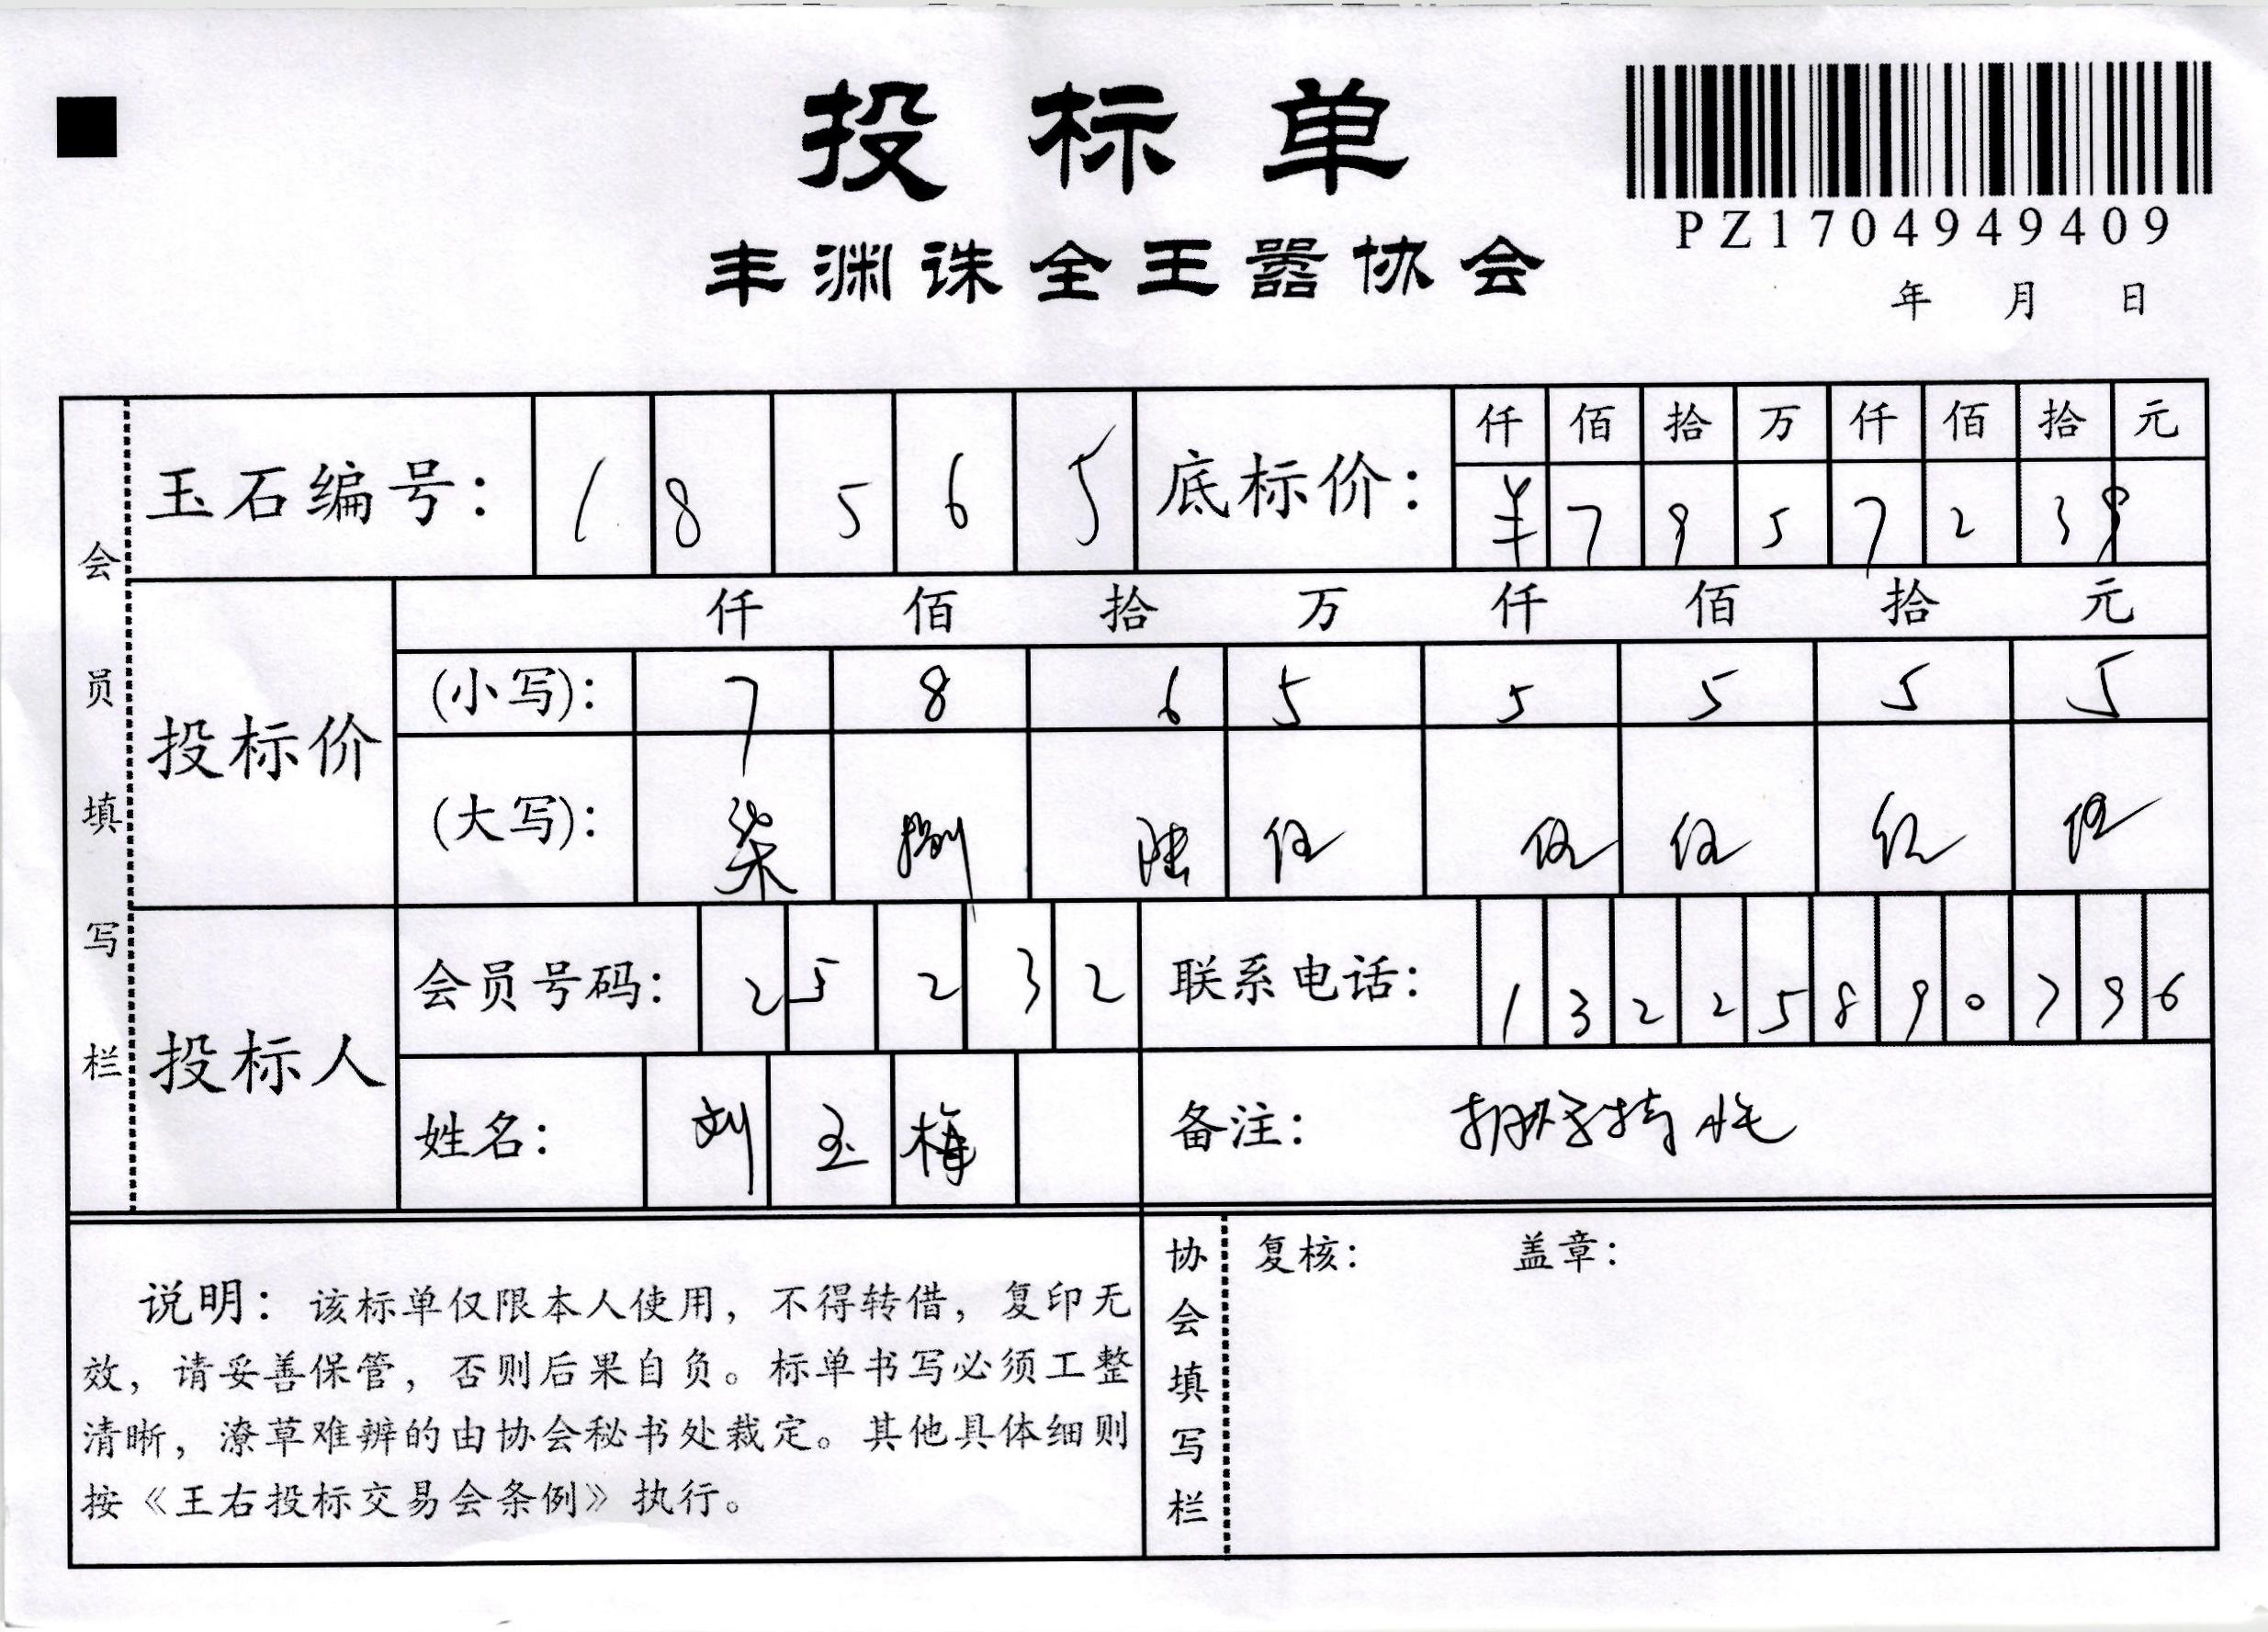 投标单
PZ1704949409
丰渊诛全王嚣协会
年 月 日
会员填写栏
玉石编号： 1 8 5 6 5 底标价： 仟 佰 拾 万 仟 佰 拾 元
¥ 7 9 5 7 2 3 9
投标价 仟 佰 拾 万 仟 佰 拾 元
(小写)： 7 8 6 5 5 5 5 5
(大写)： 柒 捌 陆 伍 伍 伍 伍 伍
投标人 会员号码： 2 5 2 3 2 联系电话： 1 3 2 2 5 8 9 0 7 9 6
姓名： 刘 玉 梅 备注：
说明：该标单仅限本人使用，不得转借，复印无
效，请妥善保管，否则后果自负。标单书写必须工整
清晰，潦草难辨的由协会秘书处裁定。其他具体细则
按《王右投标交易会条例》执行。
协会填写栏
复核： 盖章：